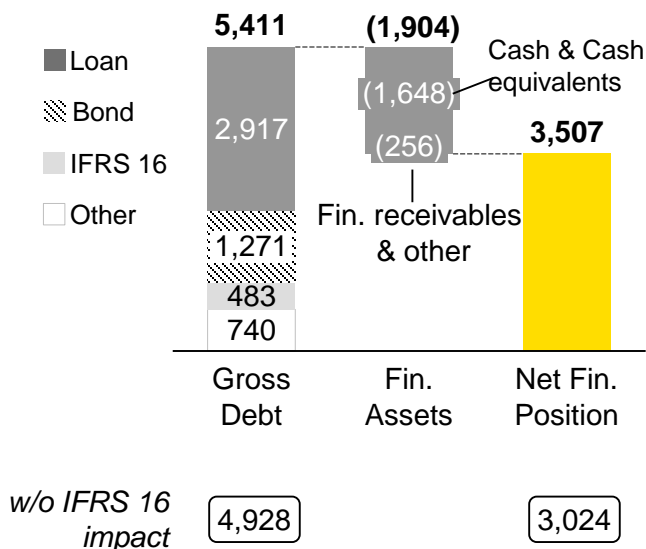 5,411
(1,904)
Cash & Cash
equivalents
Loan
Bond
IFRS 16
Other
2,917
(1,648)
3,507
(256)
Fin. receivables
& other
1,271
483
740
Gross
Debt
Fin.
Assets
Net Fin.
Position
w/o IFRS 16
impact
4,928
3,024